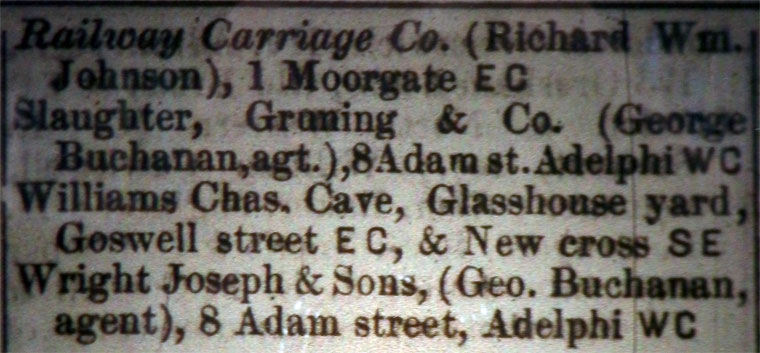 Railway Carriage Co. (Richard Wm.
Johnson), 1 Moorgate EC
Slaughter, Gruning & Co. (George
Buchanan, agt.), 8 Adam st. Adelphi WC
Williams Chas. Cave, Glasshouse yard,
Goswell street EC, & New cross SE
Wright Joseph & Sons, (Geo. Buchanan,
agent), 8 Adam street, Adelphi WC